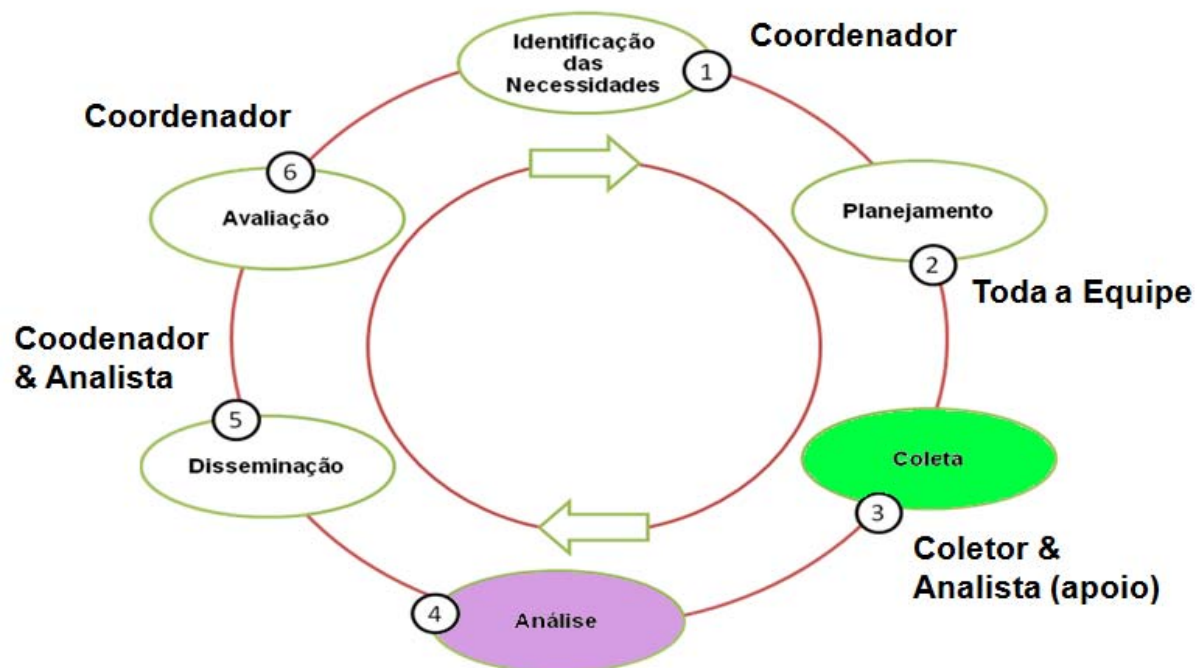 Identificação
das
Necessidades
1
Coordenador
Planejamento
2
Toda a Equipe
Coleta
3
Coletor &
Analista (apoio)
Análise
4
Disseminação
5
Coodenador
& Analista
Avaliação
6
Coordenador